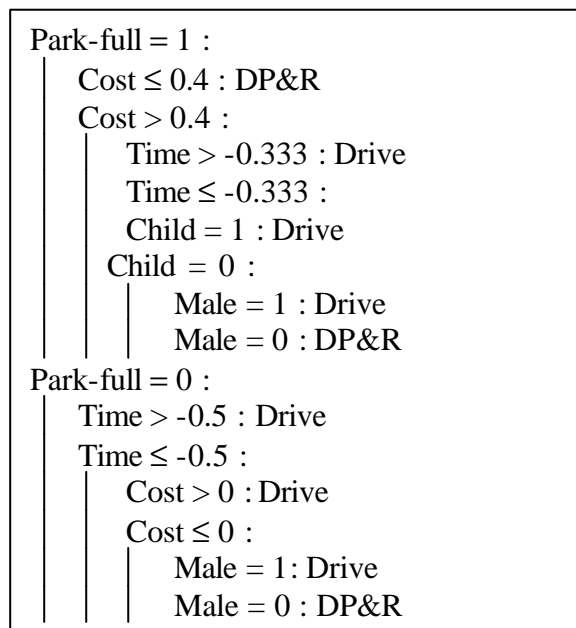 Park-full = 1 :
Cost ≤ 0.4 : DP&R
Cost > 0.4 :
Time > -0.333 : Drive
Time ≤ -0.333 :
Child = 1 : Drive
Child = 0 :
Male = 1 : Drive
Male = 0 : DP&R
Park-full = 0 :
Time > -0.5 : Drive
Time ≤ -0.5 :
Cost > 0 : Drive
Cost ≤ 0 :
Male = 1: Drive
Male = 0 : DP&R